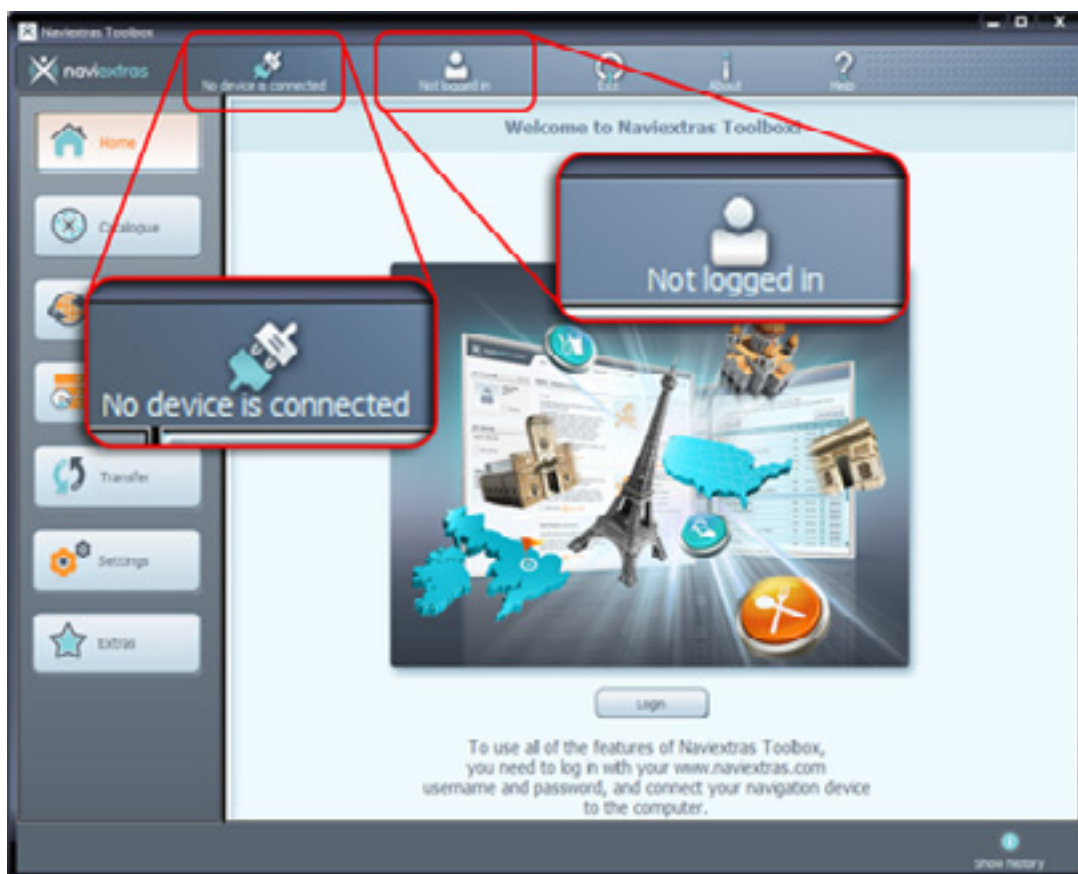 Naviextras Toolbox
naviextras
No device is connected
Not logged in
Exit
About
Help
Home
Welcome to Naviextras Toolbox!
Catalogue
Not logged in
No device is connected
Transfer
Settings
Extras
Login
To use all of the features of Naviextras Toolbox,
you need to log in with your www.naviextras.com
username and password, and connect your navigation device
to the computer.
Show history